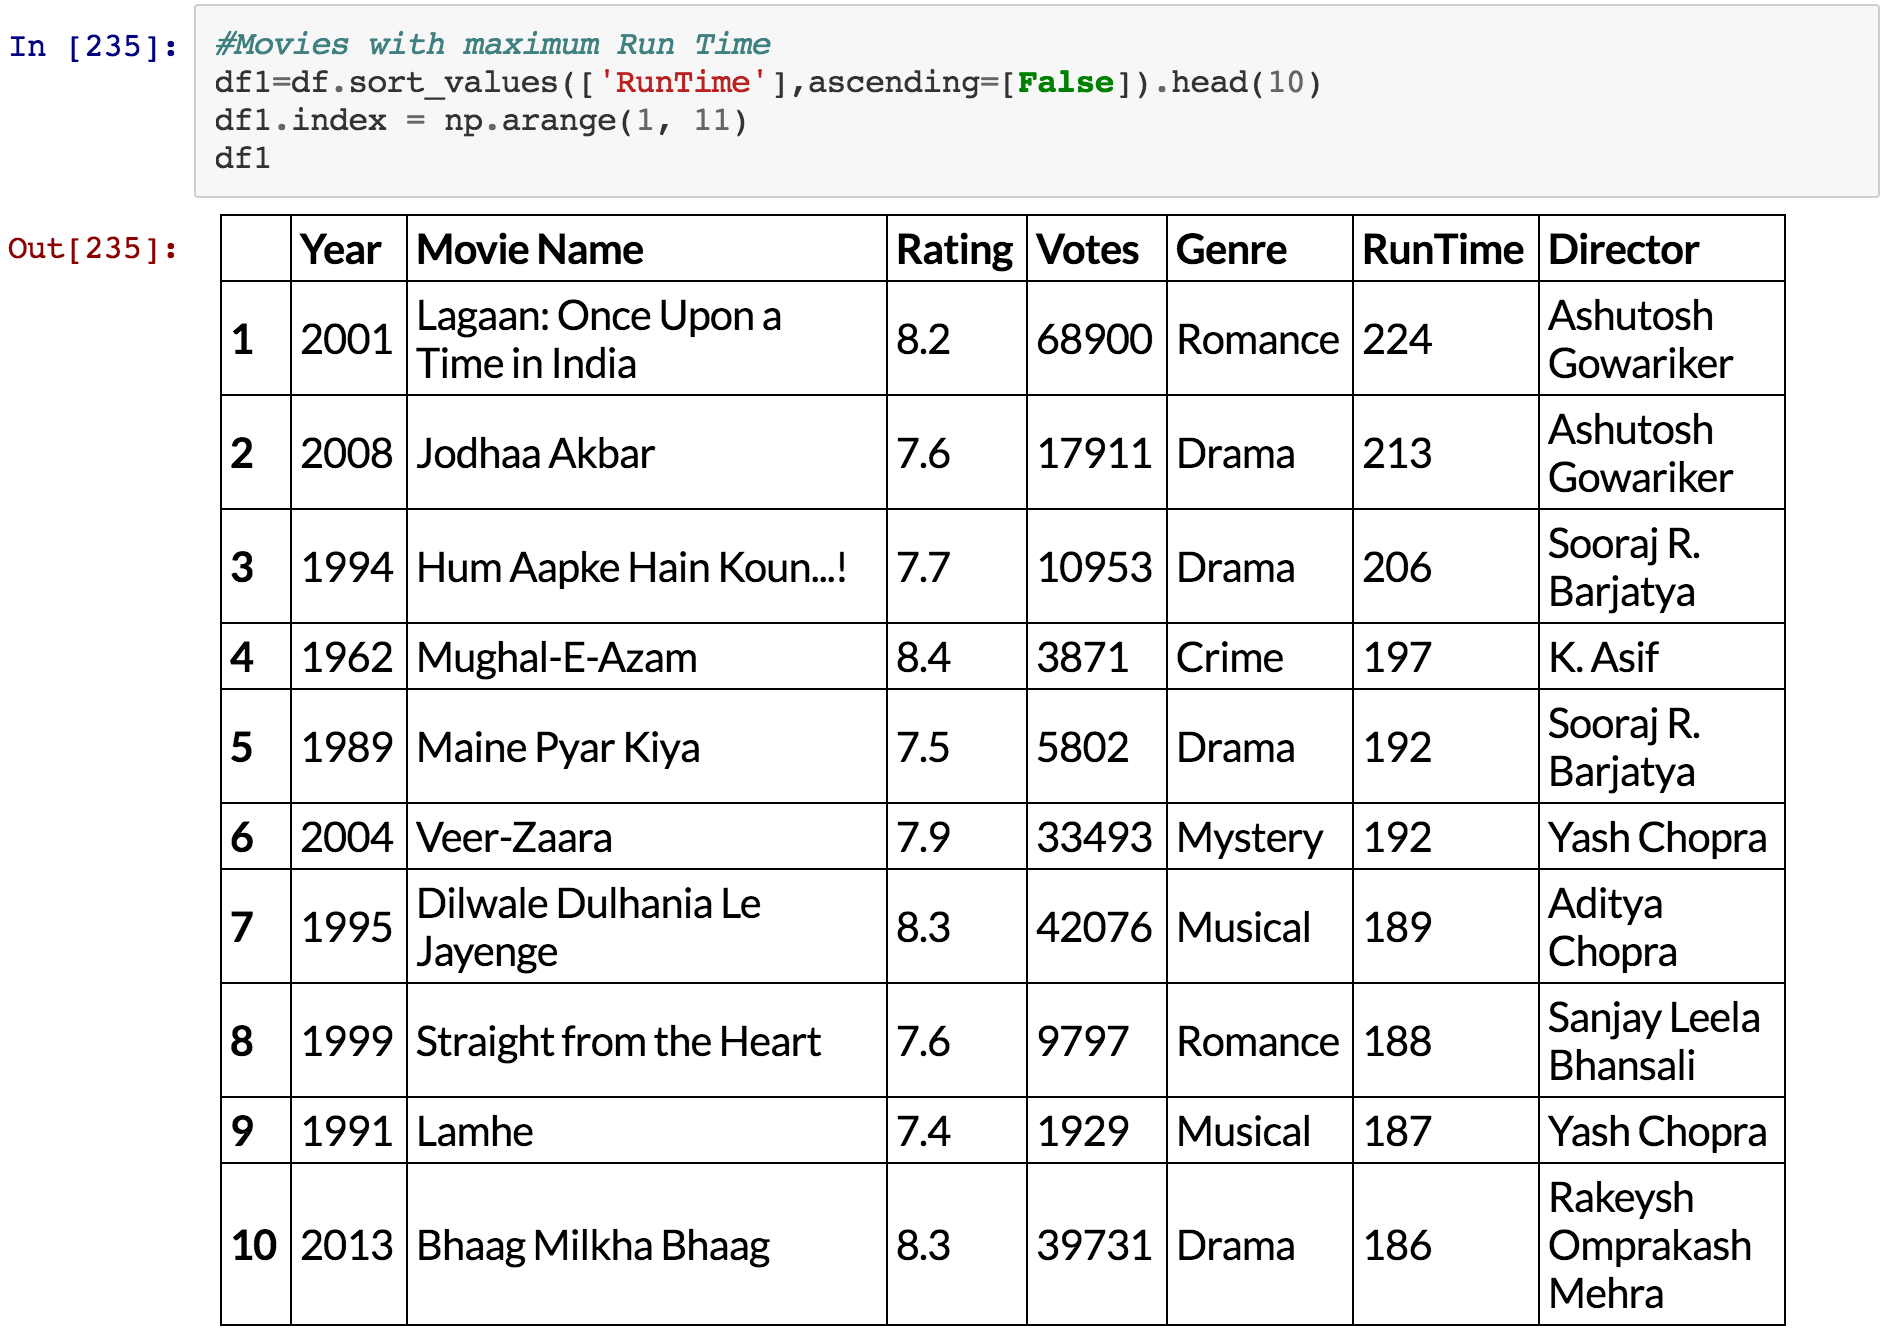 In [235]:
#Movies with maximum Run Time
df1=df.sort_values(['RunTime'],ascending=[False]).head(10)
df1.index = np.arange(1, 11)
df1
Out[235]:
Year Movie Name Rating Votes Genre RunTime Director
1 2001 Lagaan: Once Upon a Time in India 8.2 68900 Romance 224 Ashutosh Gowariker
2 2008 Jodhaa Akbar 7.6 17911 Drama 213 Ashutosh Gowariker
3 1994 Hum Aapke Hain Koun...! 7.7 10953 Drama 206 Sooraj R. Barjatya
4 1962 Mughal-E-Azam 8.4 3871 Crime 197 K. Asif
5 1989 Maine Pyar Kiya 7.5 5802 Drama 192 Sooraj R. Barjatya
6 2004 Veer-Zaara 7.9 33493 Mystery 192 Yash Chopra
7 1995 Dilwale Dulhania Le Jayenge 8.3 42076 Musical 189 Aditya Chopra
8 1999 Straight from the Heart 7.6 9797 Romance 188 Sanjay Leela Bhansali
9 1991 Lamhe 7.4 1929 Musical 187 Yash Chopra
10 2013 Bhaag Milkha Bhaag 8.3 39731 Drama 186 Rakeysh Omprakash Mehra